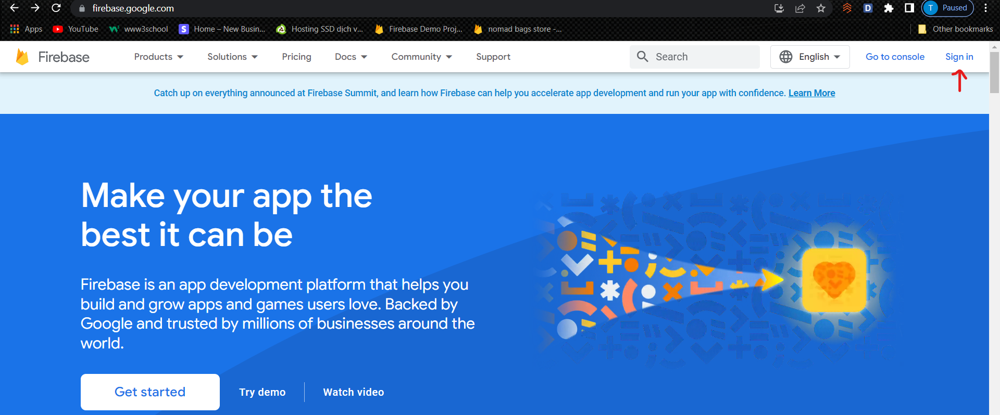 firebase.google.com
T Paused
Apps YouTube www3school S Home – New Busin... Hosting SSD dịch v... Firebase Demo Proj... nomad bags store -... Other bookmarks
Firebase Products Solutions Pricing Docs Community Support Search English Go to console Sign in
Catch up on everything announced at Firebase Summit, and learn how Firebase can help you accelerate app development and run your app with confidence. Learn More
Make your app the
best it can be
Firebase is an app development platform that helps you
build and grow apps and games users love. Backed by
Google and trusted by millions of businesses around the
world.
Get started Try demo Watch video